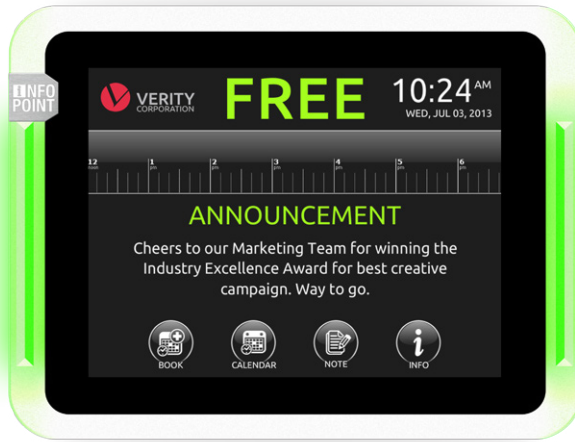 INFO
POINT
VERITY
CORPORATION
FREE
10:24 AM
WED, JUL 03, 2013
12 1 2 3 4 5 6
noon pm pm pm pm pm pm
ANNOUNCEMENT
Cheers to our Marketing Team for winning the
Industry Excellence Award for best creative
campaign. Way to go.
BOOK CALENDAR NOTE INFO